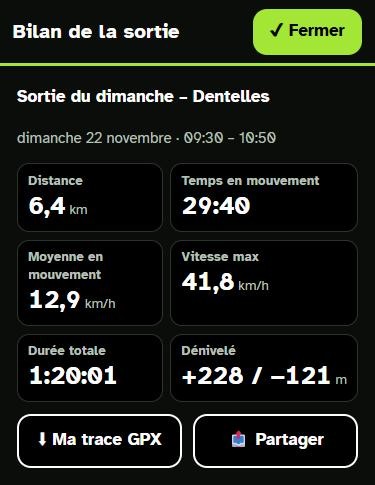 Bilan de la sortie
✓ Fermer
Sortie du dimanche – Dentelles
dimanche 22 novembre · 09:30 – 10:50
Distance
6,4 km
Temps en mouvement
29:40
Moyenne en
mouvement
12,9 km/h
Vitesse max
41,8 km/h
Durée totale
1:20:01
Dénivelé
+228 / −121 m
⬇ Ma trace GPX
📤 Partager